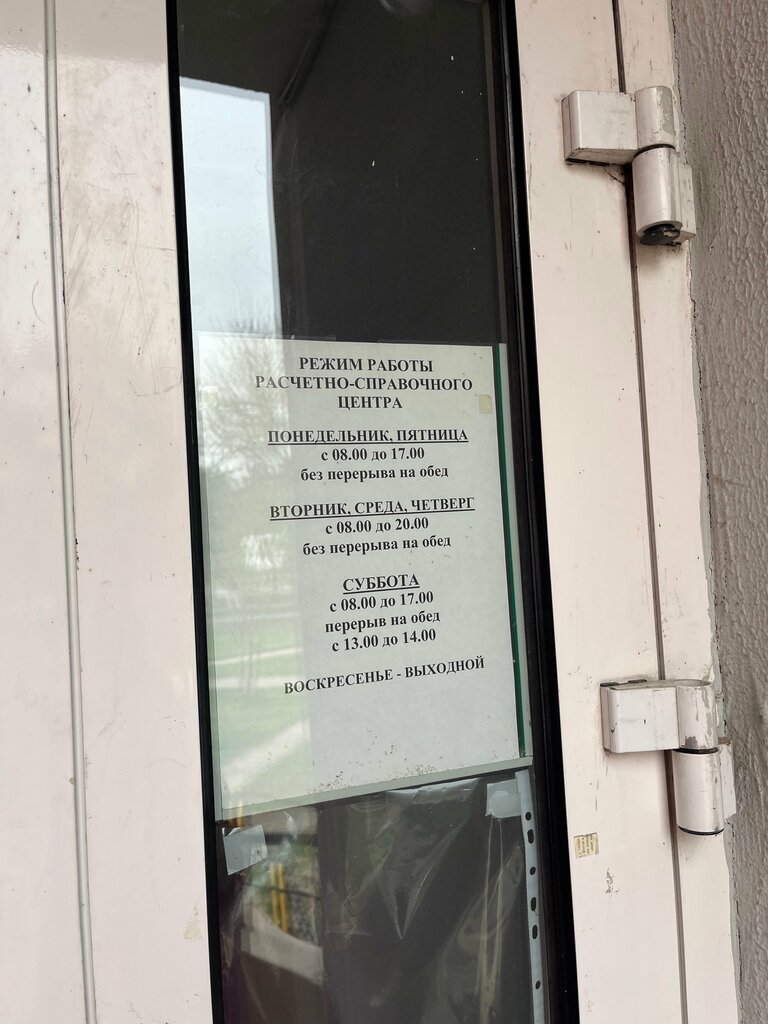 РЕЖИМ РАБОТЫ
РАСЧЕТНО-СПРАВОЧНОГО
ЦЕНТРА
ПОНЕДЕЛЬНИК, ПЯТНИЦА
с 08.00 до 17.00
без перерыва на обед
ВТОРНИК, СРЕДА, ЧЕТВЕРГ
с 08.00 до 20.00
без перерыва на обед
СУББОТА
с 08.00 до 17.00
перерыв на обед
с 13.00 до 14.00
ВОСКРЕСЕНЬЕ - ВЫХОДНОЙ